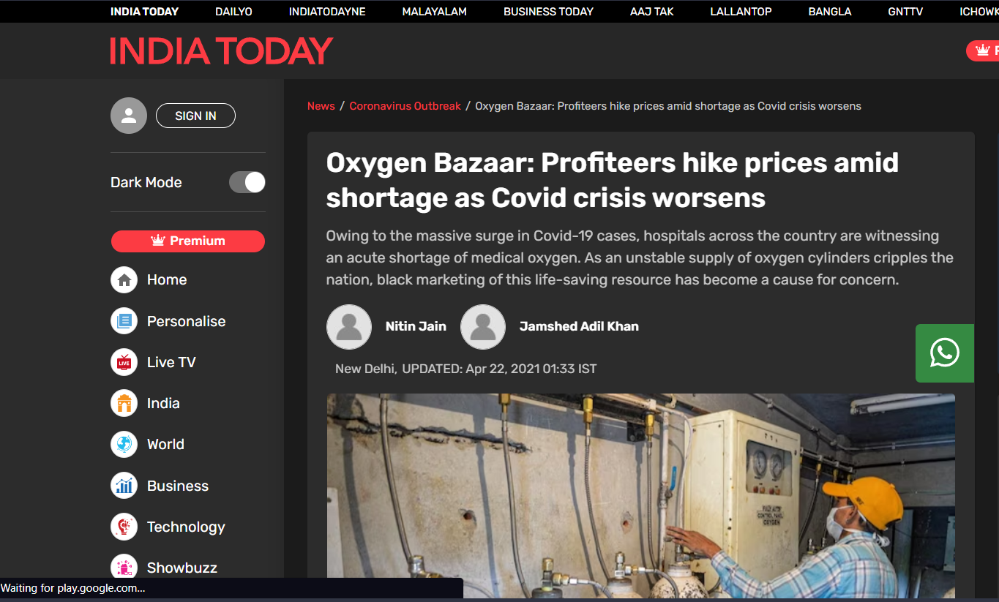 INDIA TODAY DAILYO INDIATODAYNE MALAYALAM BUSINESS TODAY AAJ TAK LALLANTOP BANGLA GNTTV ICHOWK
INDIA TODAY
SIGN IN
Dark Mode
Premium
Home
Personalise
LIVE
Live TV
India
World
Business
Technology
Showbuzz
News / Coronavirus Outbreak / Oxygen Bazaar: Profiteers hike prices amid shortage as Covid crisis worsens
Oxygen Bazaar: Profiteers hike prices amid
shortage as Covid crisis worsens
Owing to the massive surge in Covid-19 cases, hospitals across the country are witnessing
an acute shortage of medical oxygen. As an unstable supply of oxygen cylinders cripples the
nation, black marketing of this life-saving resource has become a cause for concern.
Nitin Jain Jamshed Adil Khan
New Delhi, UPDATED: Apr 22, 2021 01:33 IST
CONTROL PANEL
OXYGEN
Waiting for play.google.com...